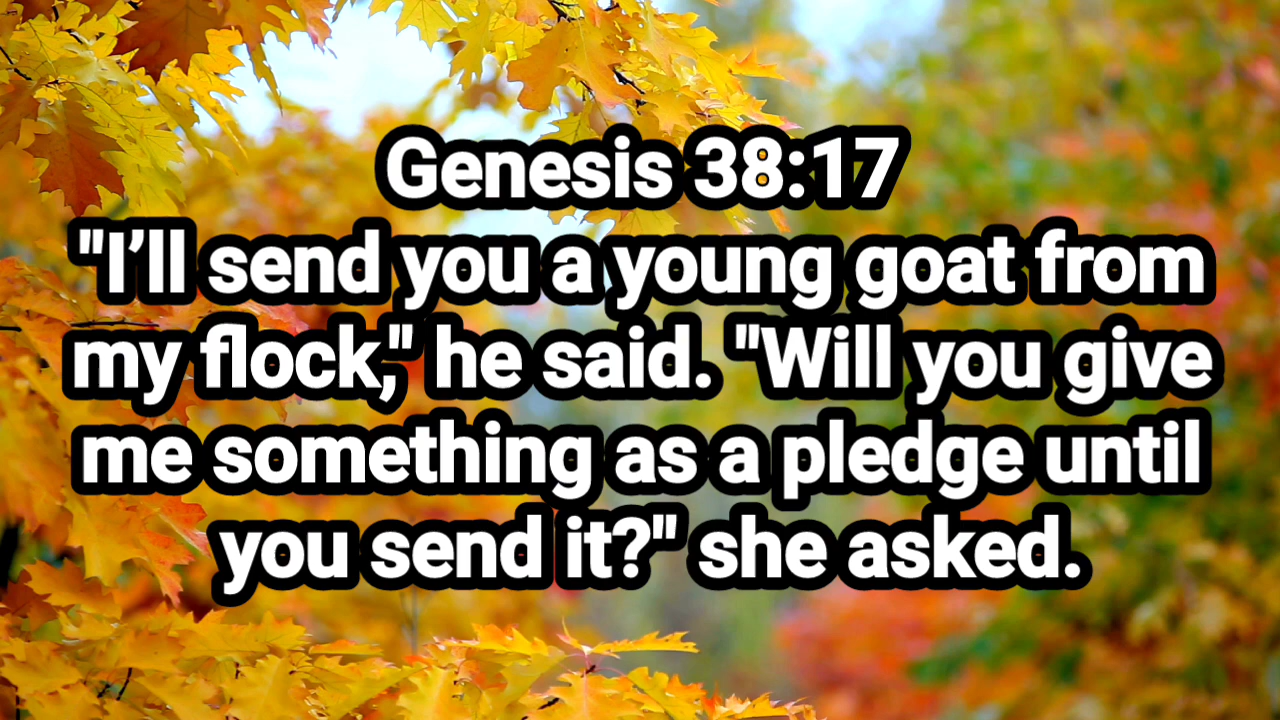 Genesis 38:17
"I’ll send you a young goat from
my flock," he said. "Will you give
me something as a pledge until
you send it?" she asked.